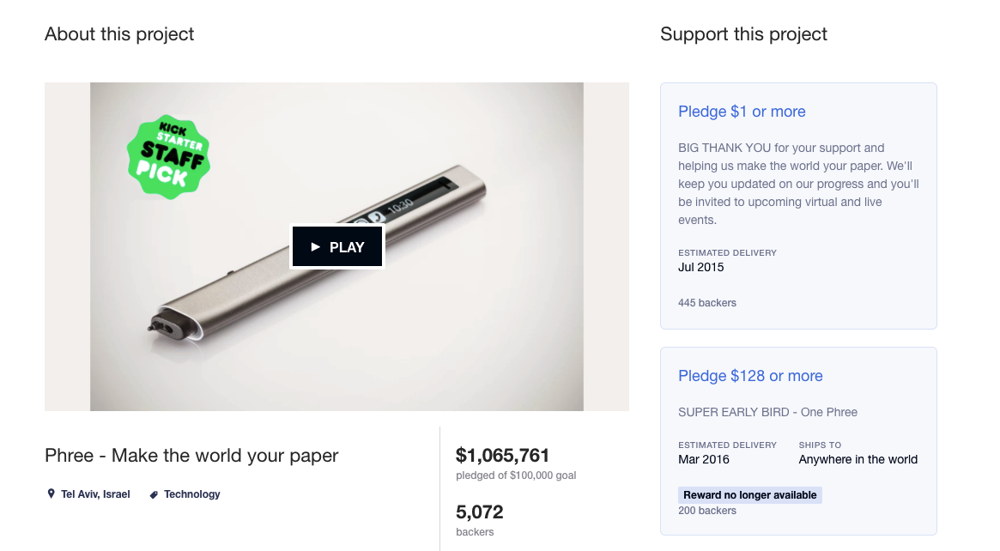 About this project
KICK
STARTER
STAFF
PICK
10:30
PLAY
Phree - Make the world your paper
Tel Aviv, Israel
Technology
$1,065,761
pledged of $100,000 goal
5,072
backers
Support this project
Pledge $1 or more
BIG THANK YOU for your support and
helping us make the world your paper. We'll
keep you updated on our progress and you'll
be invited to upcoming virtual and live
events.
ESTIMATED DELIVERY
Jul 2015
445 backers
Pledge $128 or more
SUPER EARLY BIRD - One Phree
ESTIMATED DELIVERY
Mar 2016
SHIPS TO
Anywhere in the world
Reward no longer available
200 backers